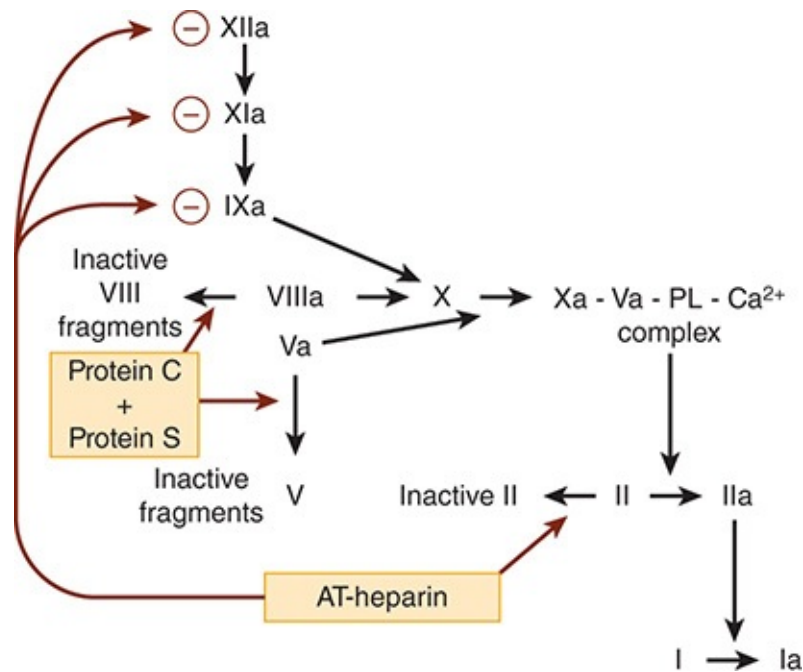 − XIIa
− XIa
− IXa
Inactive
VIII
fragments
VIIIa
X
Xa - Va - PL - Ca²⁺
complex
Va
Protein C
+
Protein S
Inactive
fragments
V
Inactive II
II
IIa
AT-heparin
I
Ia